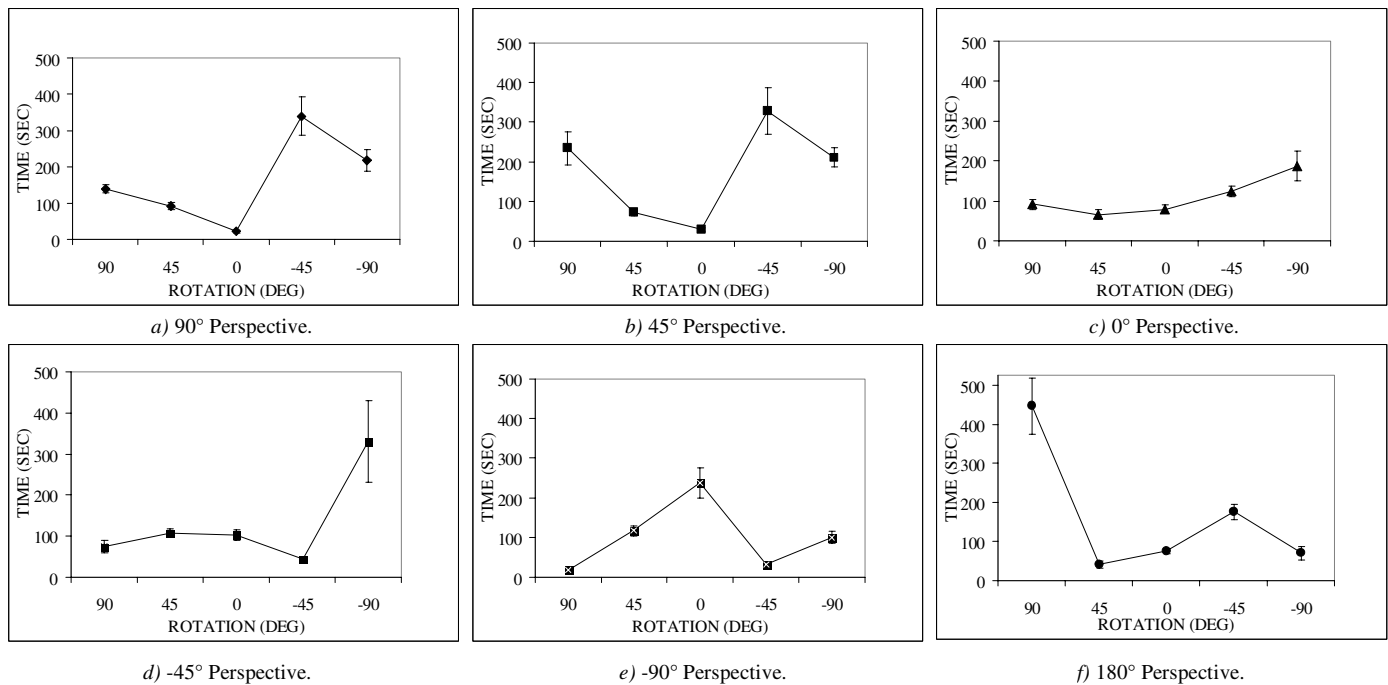 500
400
300
200
100
0
TIME (SEC)
90 45 0 -45 -90
ROTATION (DEG)
a) 90° Perspective.
500
400
300
200
100
0
TIME (SEC)
90 45 0 -45 -90
ROTATION (DEG)
b) 45° Perspective.
500
400
300
200
100
0
TIME (SEC)
90 45 0 -45 -90
ROTATION (DEG)
c) 0° Perspective.
500
400
300
200
100
0
TIME (SEC)
90 45 0 -45 -90
ROTATION (DEG)
d) -45° Perspective.
500
400
300
200
100
0
TIME (SEC)
90 45 0 -45 -90
ROTATION (DEG)
e) -90° Perspective.
500
400
300
200
100
0
TIME (SEC)
90 45 0 -45 -90
ROTATION (DEG)
f) 180° Perspective.